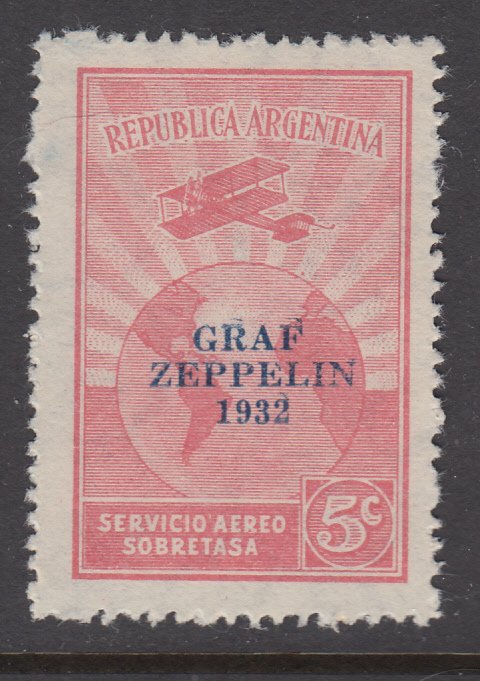 REPUBLICA ARGENTINA
GRAF
ZEPPELIN
1932
SERVICIO AEREO
SOBRETASA
5c